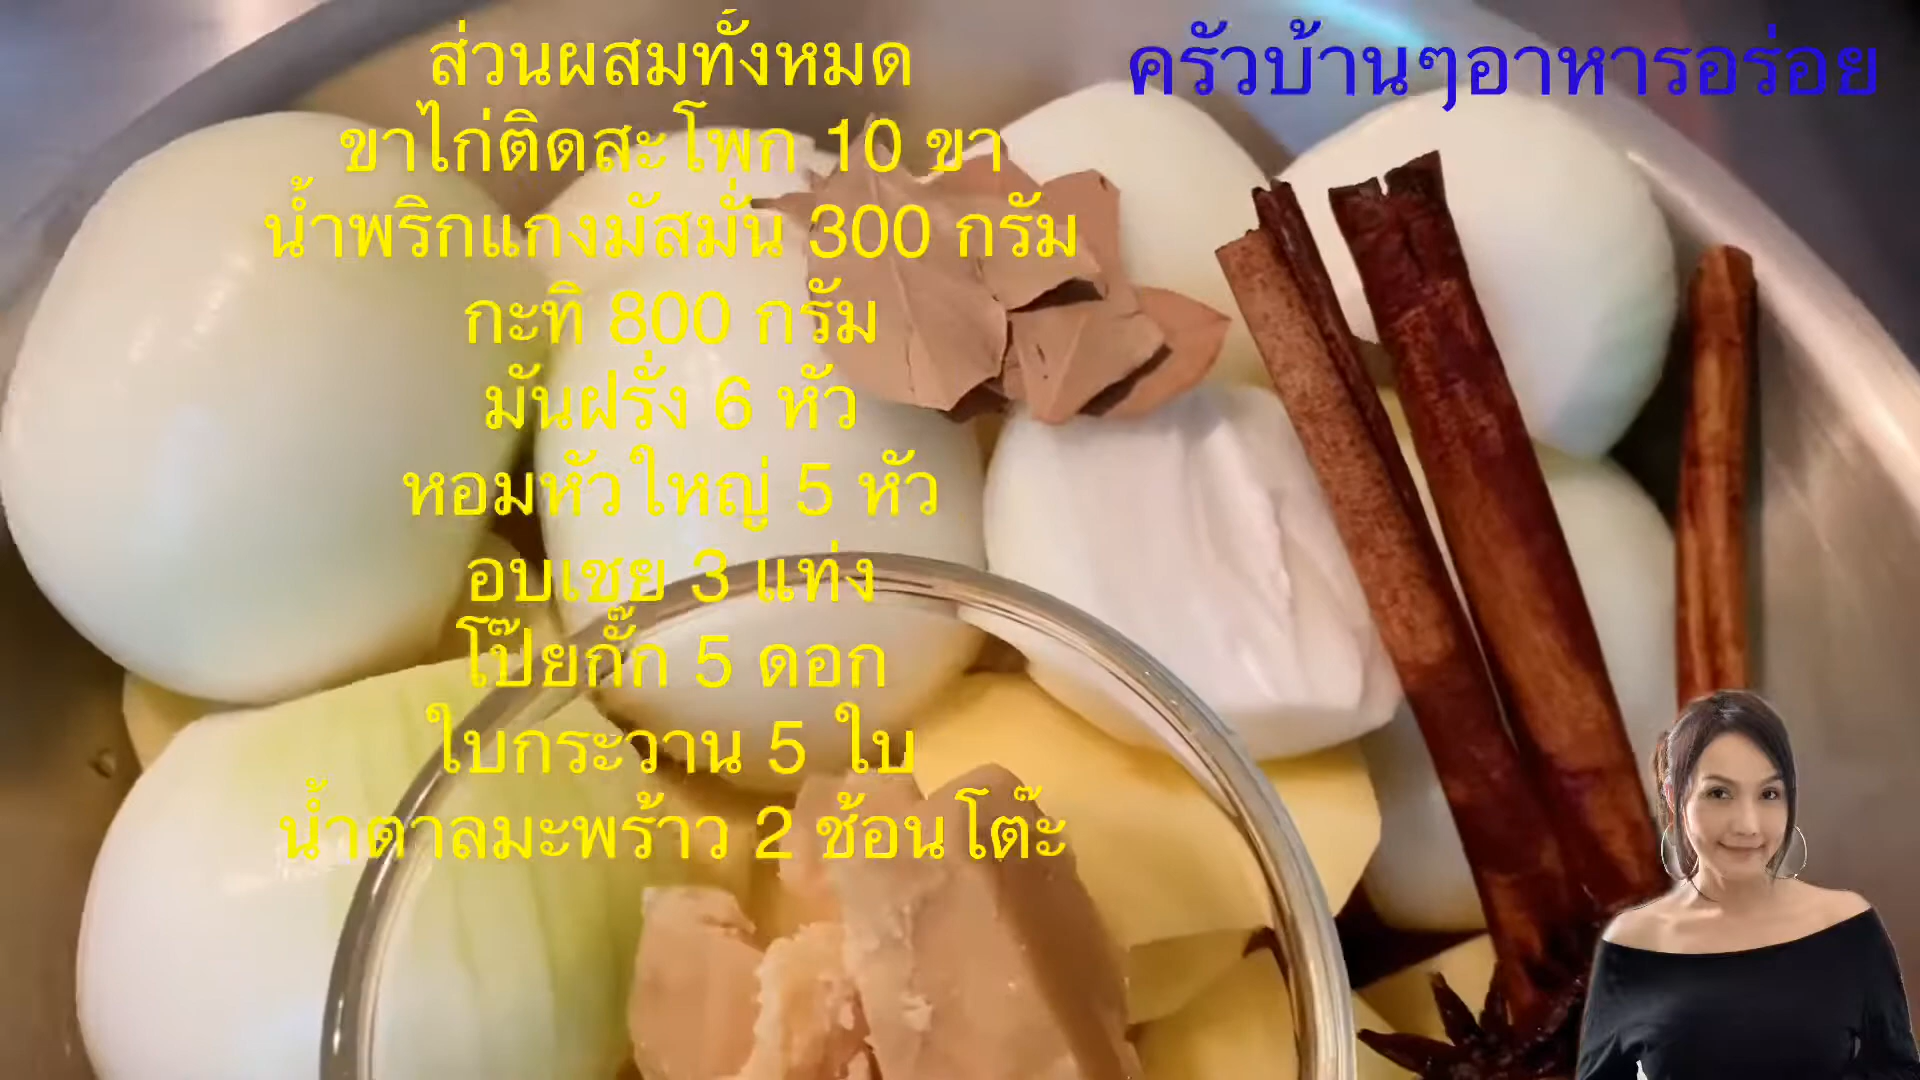 ส่วนผสมทั้งหมด
ครัวบ้านๆอาหารอร่อย
ขาไก่ติดสะโพก 10 ขา
น้ำพริกแกงมัสมั่น 300 กรัม
กะทิ 800 กรัม
มันฝรั่ง 6 หัว
หอมหัวใหญ่ 5 หัว
อบเชย 3 แท่ง
โป๊ยกั๊ก 5 ดอก
ใบกระวาน 5 ใบ
น้ำตาลมะพร้าว 2 ช้อนโต๊ะ